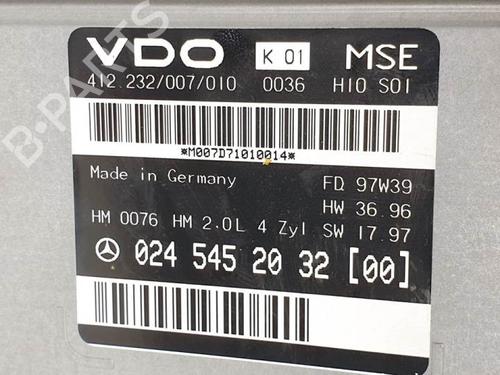 VDO K 01 MSE
412.232/007/010 0036 H10 S01
*M007D71010014*
Made in Germany FD 97W39
HW 36.96
HM 0076 HM 2.0L 4 Zyl SW 17.97
024 545 20 32 [00]
B-PARTS